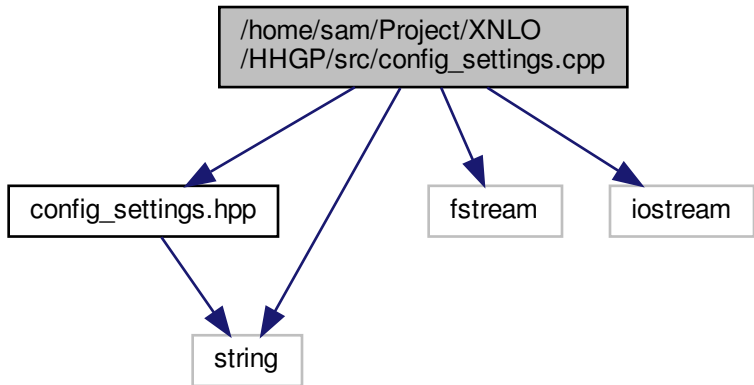 /home/sam/Project/XNLO
/HHGP/src/config_settings.cpp
config_settings.hpp
fstream
iostream
string